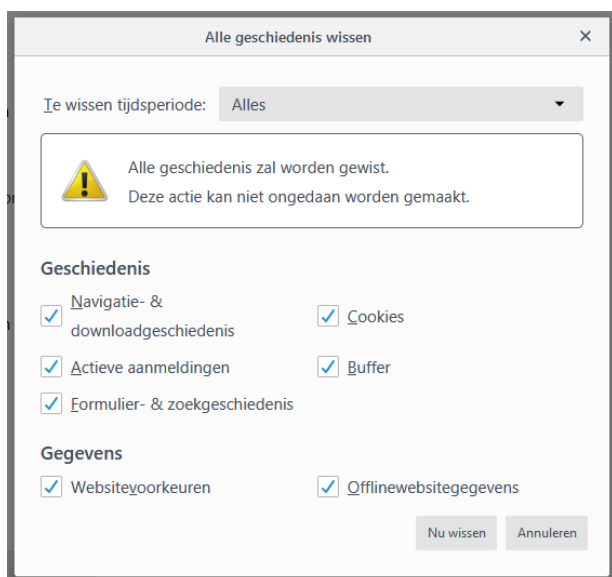 Alle geschiedenis wissen
Te wissen tijdsperiode: Alles
Alle geschiedenis zal worden gewist.
Deze actie kan niet ongedaan worden gemaakt.
Geschiedenis
Navigatie- &
downloadgeschiedenis
Cookies
Actieve aanmeldingen
Buffer
Formulier- & zoekgeschiedenis
Gegevens
Websitevoorkeuren
Offlinewebsitegegevens
Nu wissen
Annuleren